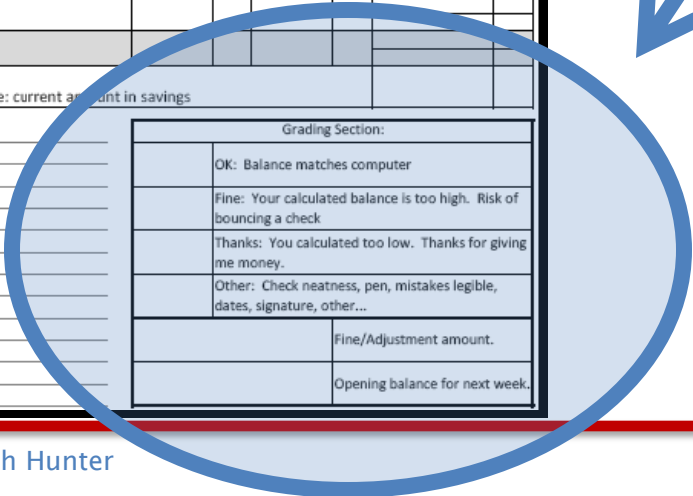 e: current amount in savings
Grading Section:
OK: Balance matches computer
Fine: Your calculated balance is too high. Risk of
bouncing a check
Thanks: You calculated too low. Thanks for giving
me money.
Other: Check neatness, pen, mistakes legible,
dates, signature, other...
Fine/Adjustment amount.
Opening balance for next week.
h Hunter